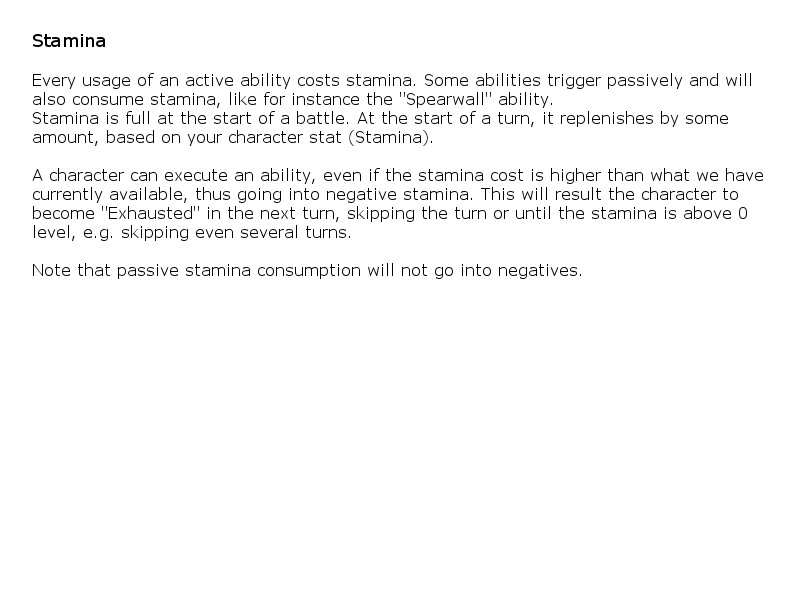 Stamina
Every usage of an active ability costs stamina. Some abilities trigger passively and will
also consume stamina, like for instance the "Spearwall" ability.
Stamina is full at the start of a battle. At the start of a turn, it replenishes by some
amount, based on your character stat (Stamina).
A character can execute an ability, even if the stamina cost is higher than what we have
currently available, thus going into negative stamina. This will result the character to
become "Exhausted" in the next turn, skipping the turn or until the stamina is above 0
level, e.g. skipping even several turns.
Note that passive stamina consumption will not go into negatives.